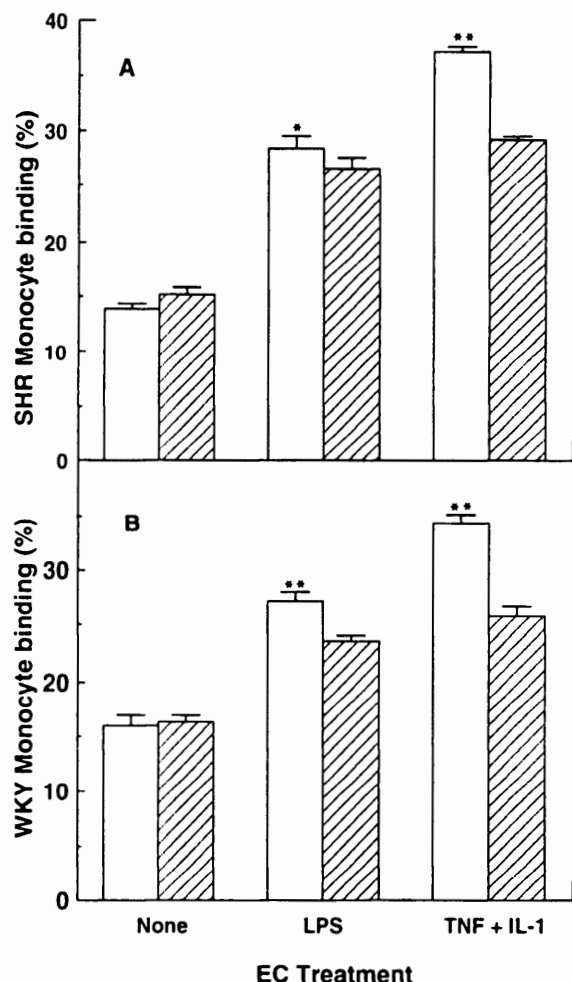 40
A
**
SHR Monocyte binding (%)
30
*
20
10
0
B
**
WKY Monocyte binding (%)
30
**
20
10
0
None LPS TNF + IL-1
EC Treatment